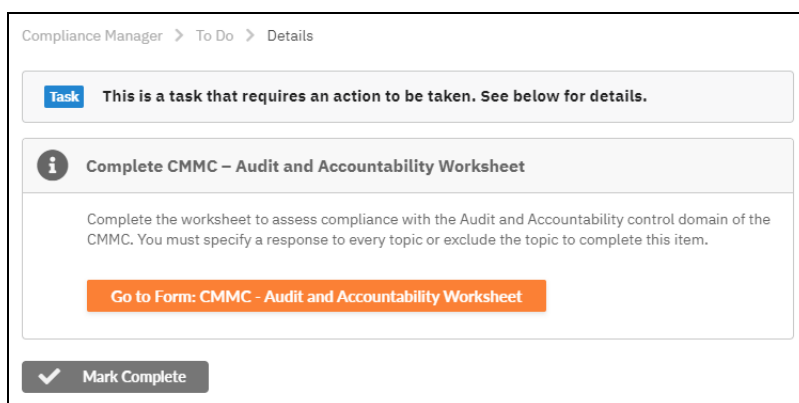 Compliance Manager > To Do > Details
Task This is a task that requires an action to be taken. See below for details.
Complete CMMC – Audit and Accountability Worksheet
Complete the worksheet to assess compliance with the Audit and Accountability control domain of the
CMMC. You must specify a response to every topic or exclude the topic to complete this item.
Go to Form: CMMC - Audit and Accountability Worksheet
Mark Complete